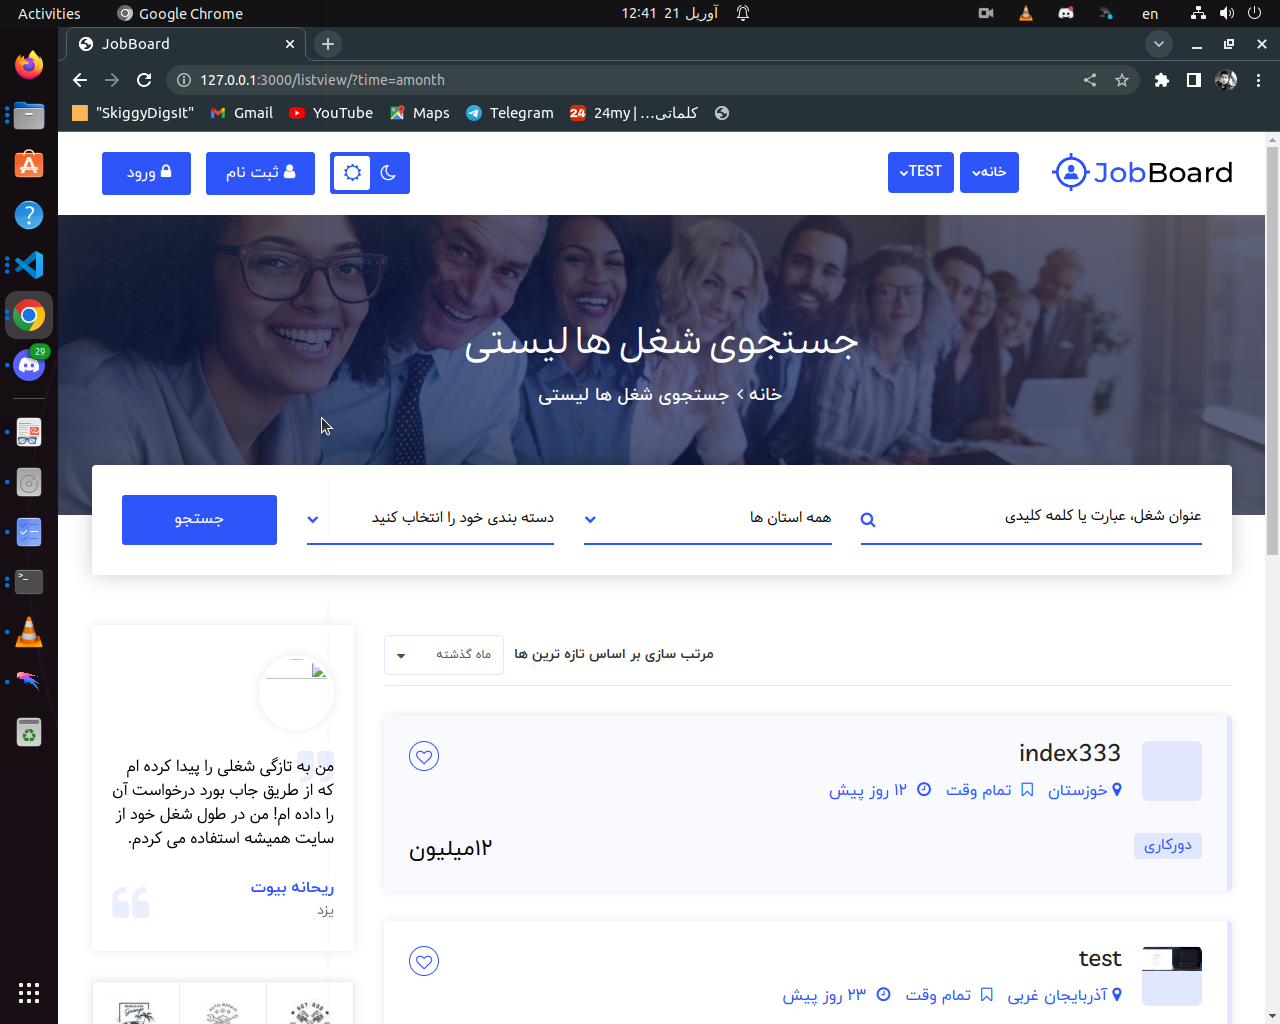 Activities
Google Chrome
12:41 21 آوریل
en
JobBoard
127.0.0.1:3000/listview/?time=amonth
"SkiggyDigsIt"
Gmail
YouTube
Maps
Telegram
24my | کلماتی...
29
ورود
ثبت نام
TEST
خانه
JobBoard
جستجوی شغل ها لیستی
خانه > جستجوی شغل ها لیستی
عنوان شغل، عبارت یا کلمه کلیدی
همه استان ها
دسته بندی خود را انتخاب کنید
جستجو
مرتب سازی بر اساس تازه ترین ها
ماه گذشته
index333
خوزستان
تمام وقت
۱۲ روز پیش
دورکاری
۱۲میلیون
test
آذربایجان غربی
تمام وقت
۲۳ روز پیش
من به تازگی شغلی را پیدا کرده ام
که از طریق جاب بورد درخواست آن
را داده ام! من در طول شغل خود از
سایت همیشه استفاده می کردم.
ریحانه بیوت
یزد
AUTO REPAIR
HOT ROD